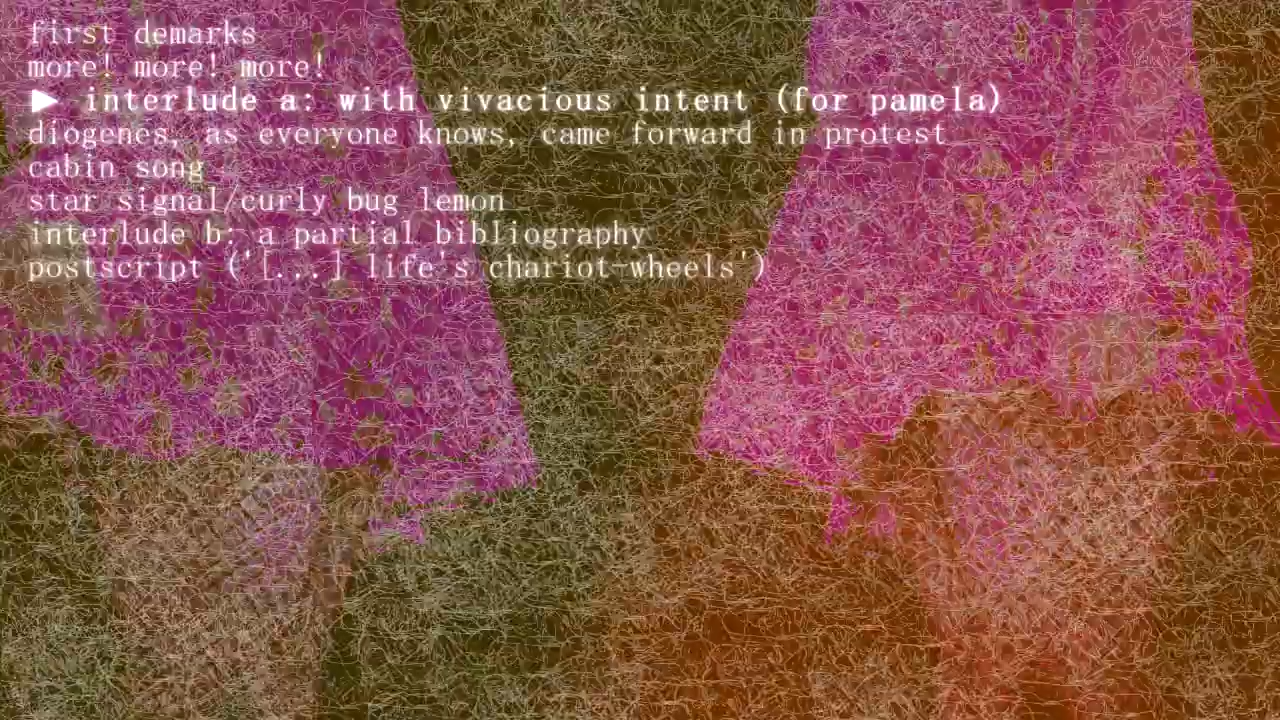 first demarks
more! more! more!
▶ interlude a: with vivacious intent (for pamela)
diogenes, as everyone knows, came forward in protest
cabin song
star signal/curly bug lemon
interlude b: a partial bibliography
postscript ('[...] life's chariot-wheels')